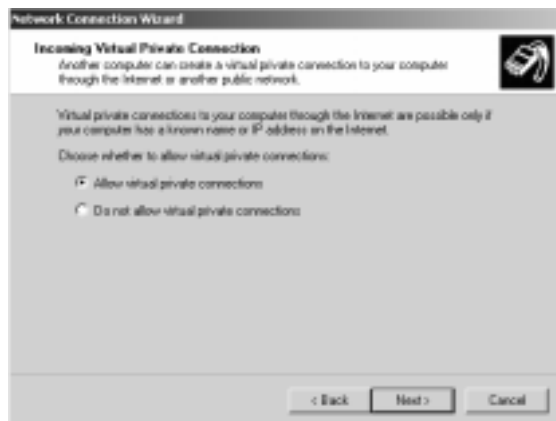 Network Connection Wizard
Incoming Virtual Private Connection
Another computer can create a virtual private connection to your computer
through the Internet or another public network.
Virtual private connections to your computer through the Internet are possible only if
your computer has a known name or IP address on the Internet.
Choose whether to allow virtual private connections:
Allow virtual private connections
Do not allow virtual private connections
< Back
Next >
Cancel